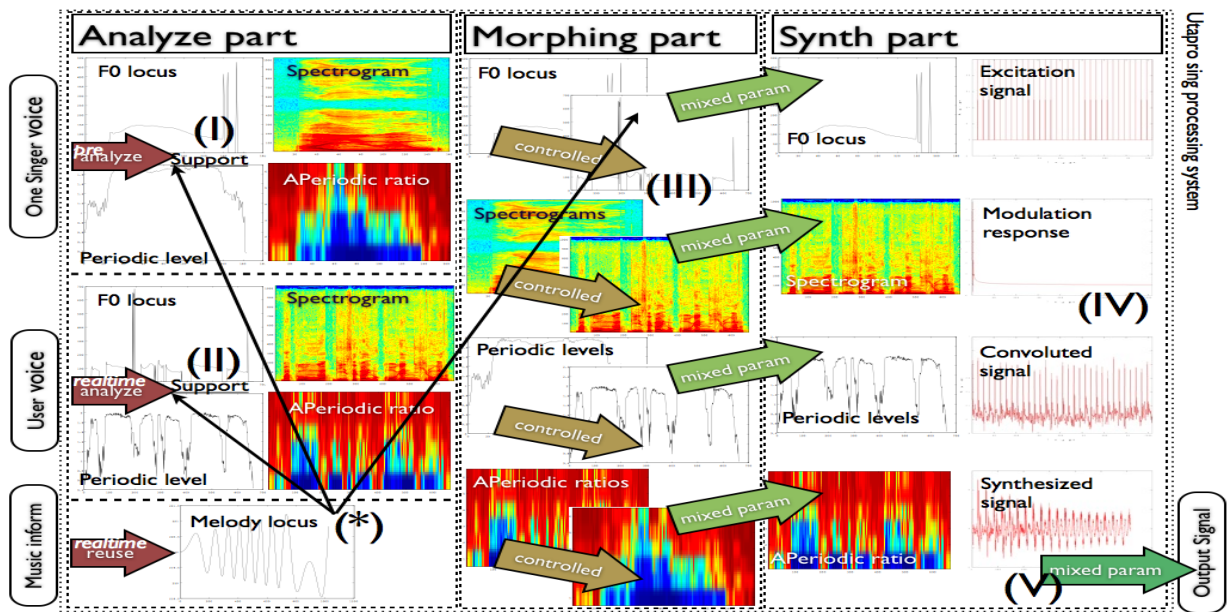 Analyze part
Morphing part
Synth part
Utapro sing processing system
One Singer voice
User voice
Music inform
F0 locus
Spectrogram
(I)
pre
analyze
Support
APeriodic ratio
Periodic level
F0 locus
Spectrogram
(II)
realtime
analyze
Support
APeriodic ratio
Periodic level
realtime
reuse
Melody locus
(*)
F0 locus
controlled
mixed param
(III)
Spectrograms
controlled
mixed param
Periodic levels
controlled
mixed param
APeriodic ratios
controlled
mixed param
F0 locus
Excitation
signal
Spectrogram
Modulation
response
(IV)
Periodic levels
Convoluted
signal
APeriodic ratio
Synthesized
signal
(V)
mixed param
Output Signal